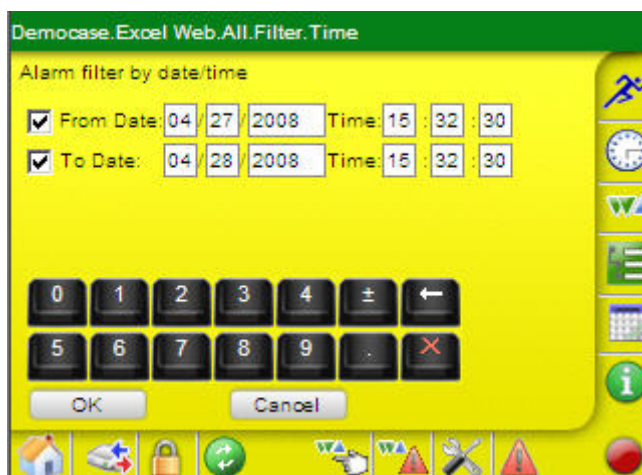 Democase.Excel Web.All.Filter.Time
Alarm filter by date/time
From Date: 04 / 27 / 2008 Time: 15 : 32 : 30
To Date: 04 / 28 / 2008 Time: 15 : 32 : 30
0 1 2 3 4 ± ←
5 6 7 8 9 . X
OK Cancel